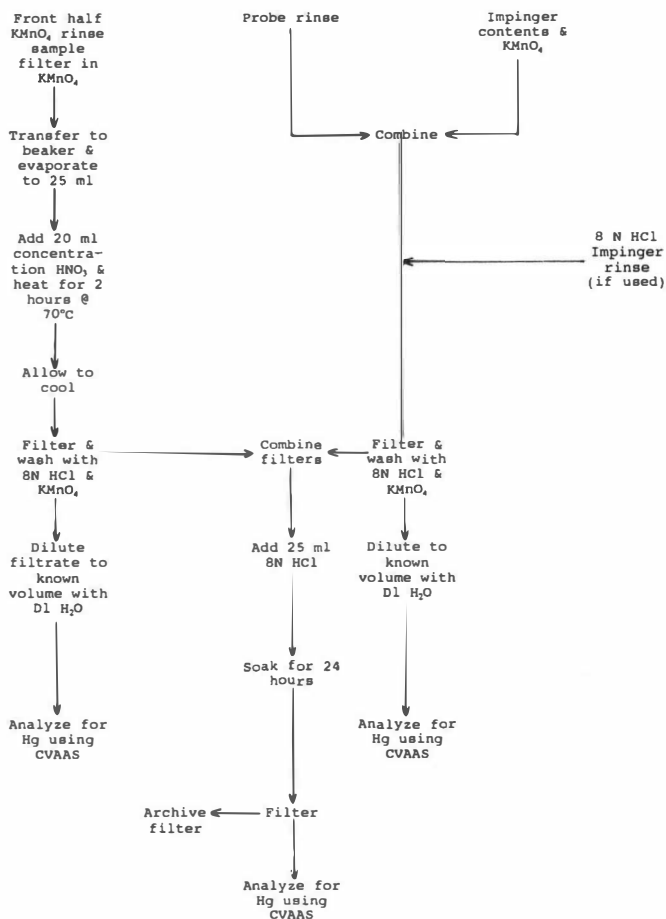 Front half
KMnO₄ rinse
sample
filter in
KMnO₄
Probe rinse
Impinger
contents &
KMnO₄
Transfer to
beaker &
evaporate
to 25 ml
Combine
Add 20 ml
concentra-
tion HNO₃ &
heat for 2
hours @
70°C
8 N HCl
Impinger
rinse
(if used)
Allow to
cool
Filter &
wash with
8N HCl &
KMnO₄
Combine
filters
Filter &
wash with
8N HCl &
KMnO₄
Dilute
filtrate to
known
volume with
D1 H₂O
Add 25 ml
8N HCl
Dilute to
known
volume with
D1 H₂O
Soak for 24
hours
Analyze for
Hg using
CVAAS
Analyze for
Hg using
CVAAS
Archive
filter
Filter
Analyze for
Hg using
CVAAS